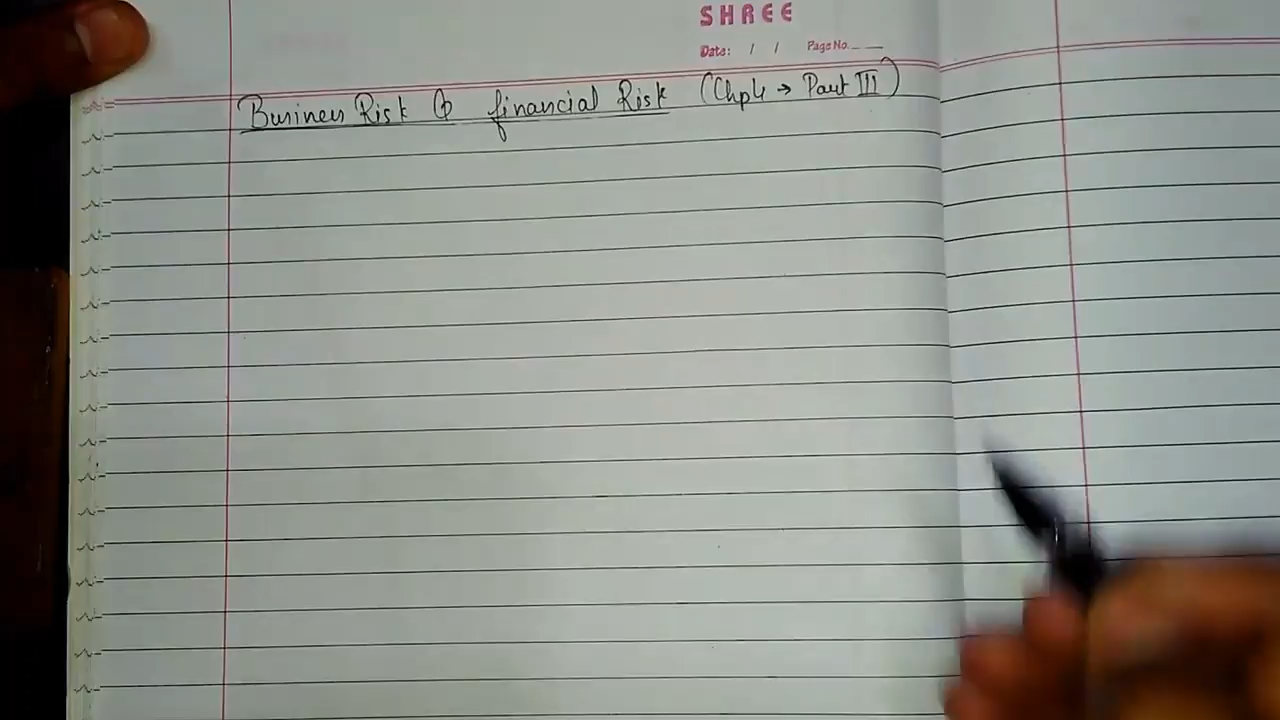 SHREE
Date: / / Page No.
Business Risk & financial Risk (Chp4 → Part III)